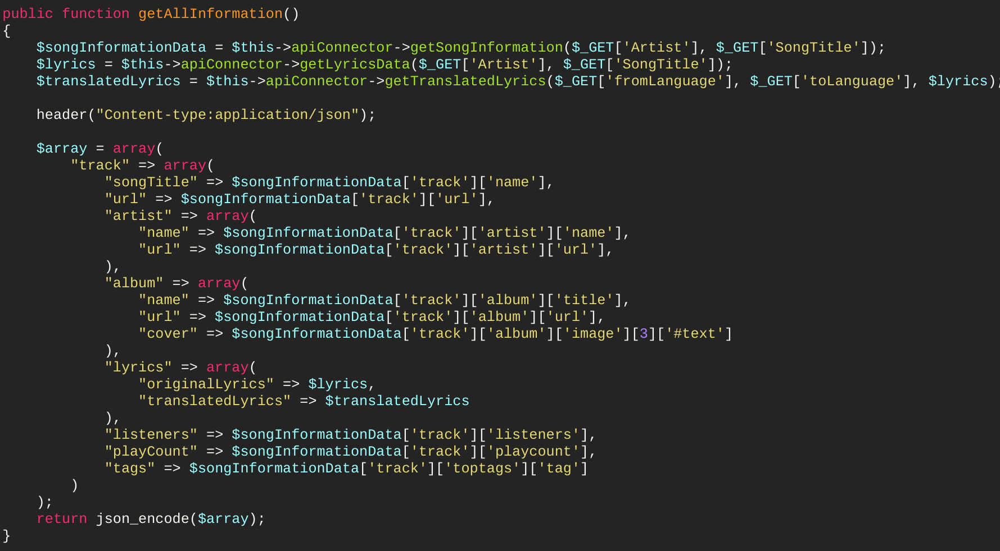 public function getAllInformation()
{
    $songInformationData = $this->apiConnector->getSongInformation($_GET['Artist'], $_GET['SongTitle']);
    $lyrics = $this->apiConnector->getLyricsData($_GET['Artist'], $_GET['SongTitle']);
    $translatedLyrics = $this->apiConnector->getTranslatedLyrics($_GET['fromLanguage'], $_GET['toLanguage'], $lyrics);

    header("Content-type:application/json");

    $array = array(
        "track" => array(
            "songTitle" => $songInformationData['track']['name'],
            "url" => $songInformationData['track']['url'],
            "artist" => array(
                "name" => $songInformationData['track']['artist']['name'],
                "url" => $songInformationData['track']['artist']['url'],
            ),
            "album" => array(
                "name" => $songInformationData['track']['album']['title'],
                "url" => $songInformationData['track']['album']['url'],
                "cover" => $songInformationData['track']['album']['image'][3]['#text']
            ),
            "lyrics" => array(
                "originalLyrics" => $lyrics,
                "translatedLyrics" => $translatedLyrics
            ),
            "listeners" => $songInformationData['track']['listeners'],
            "playCount" => $songInformationData['track']['playcount'],
            "tags" => $songInformationData['track']['toptags']['tag']
        )
    );
    return json_encode($array);
}